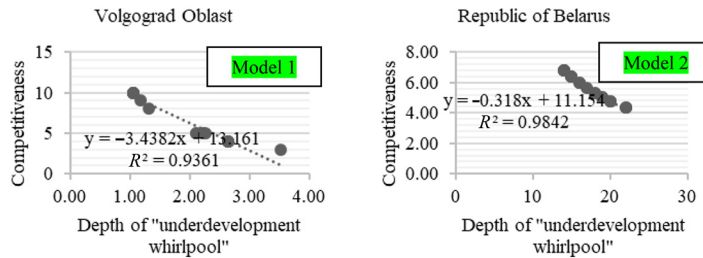 Volgograd Oblast
Model 1
Competitiveness
15
10
5
0
y = –3.4382x + 13.161
R² = 0.9361
0.00 1.00 2.00 3.00 4.00
Depth of "underdevelopment
whirlpool"
Republic of Belarus
Model 2
Competitiveness
8.00
6.00
4.00
2.00
0.00
y = –0.318x + 11.154
R² = 0.9842
0 10 20 30
Depth of "underdevelopment
whirlpool"